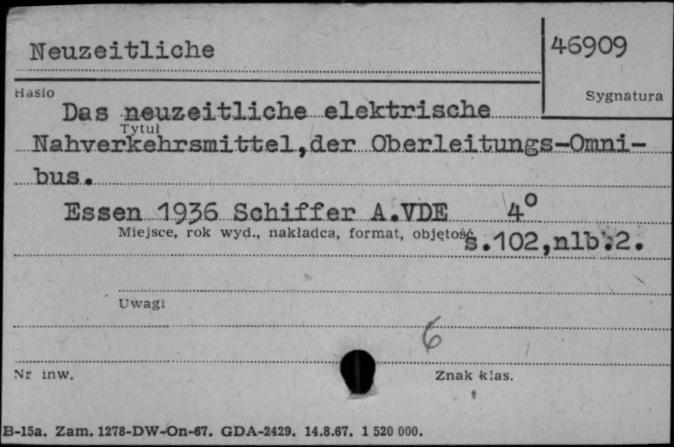 Neuzeitliche
46909
Hasło
Sygnatura
Das neuzeitliche elektrische
Tytuł
Nahverkehrsmittel,der Oberleitungs-Omni-
bus.
Essen 1936 Schiffer A.VDE 4°
Miejsce, rok wyd., nakładca, format, objętość
s.102,nlb.2.
Uwagi
6
Nr inw.
Znak klas.
B-15a. Zam. 1278-DW-On-67. GDA-2429. 14.8.67. 1 520 000.